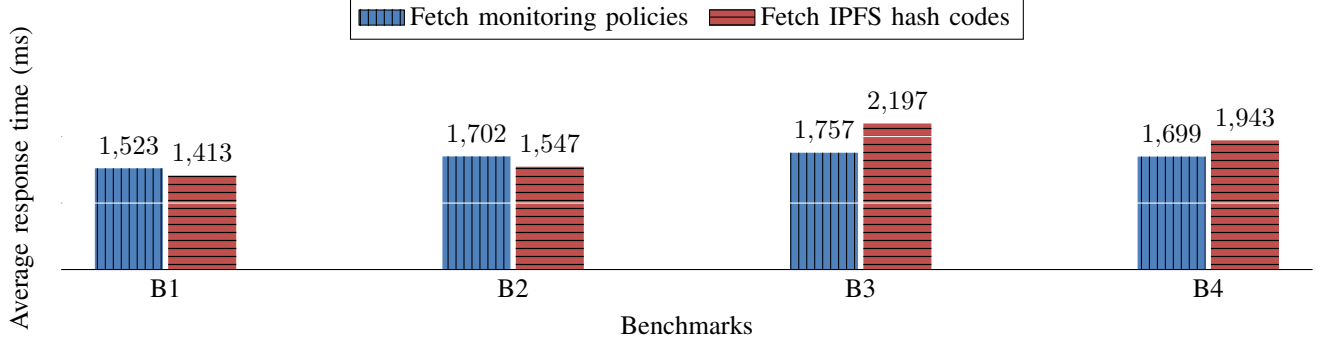 Fetch monitoring policies Fetch IPFS hash codes
Average response time (ms)
1,523 1,413 1,702 1,547 1,757 2,197 1,699 1,943
B1 B2 B3 B4
Benchmarks